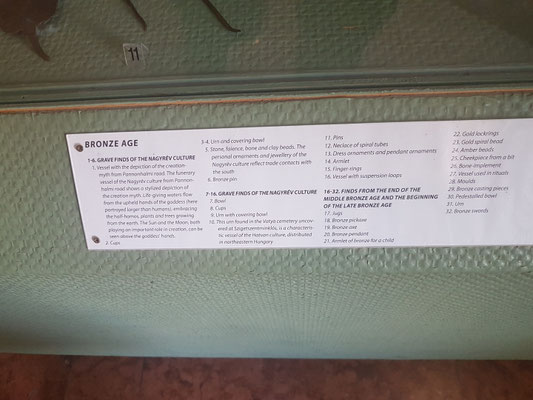 11
BRONZE AGE
1-6. GRAVE FINDS OF THE NAGYRÉV CULTURE
1. Vessel with the depiction of the creation
myth from Pannonhalmi road. The funerary
vessel of the Nagyrév culture from Pannon-
halmi road shows a stylised depiction of
the creation myth. Life-giving waters flow
from the upheld hands of the goddess (here
portrayed larger than humans), embracing
the half-homes, plants and trees growing
from the earth. The Sun and the Moon, both
playing an important role in creation, can be
seen above the goddess' hands.
2. Cups
3-4. Urn and covering bowl
5. Stone, faience, bone and clay beads. The
personal ornaments and jewellery of the
Nagyrév culture reflect trade contacts with
the south
6. Bronze pin
7-16. GRAVE FINDS OF THE NAGYRÉV CULTURE
7. Bowl
8. Cups
9. Urn with covering bowl
10. This urn found in the Vatya cemetery uncov-
ered at Szigetszentmiklós, is a characteris-
tic vessel of the Hatvan culture, distributed
in northeastern Hungary
11. Pins
12. Neclace of spiral tubes
13. Dress ornaments and pendant ornaments
14. Armlet
15. Finger-rings
16. Vessel with suspension loops
16-32. FINDS FROM THE END OF THE
MIDDLE BRONZE AGE AND THE BEGINNING
OF THE LATE BRONZE AGE
17. Jugs
18. Bronze pickaxe
19. Bronze axe
20. Bronze pendant
21. Armlet of bronze for a child
22. Gold lockrings
23. Gold spiral bead
24. Amber beads
25. Cheekpiece from a bit
26. Bone implement
27. Vessel used in rituals
28. Moulds
29. Bronze casting pieces
30. Pedestalled bowl
31. Urn
32. Bronze swords